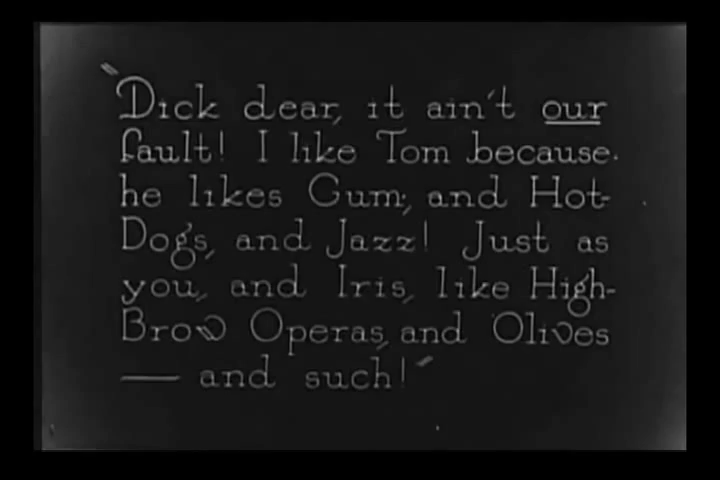 "Dick dear, it ain't our
fault! I like Tom because
he likes Gum, and Hot-
Dogs, and Jazz! Just as
you, and Iris, like High-
Brow Operas, and Olives
— and such!"